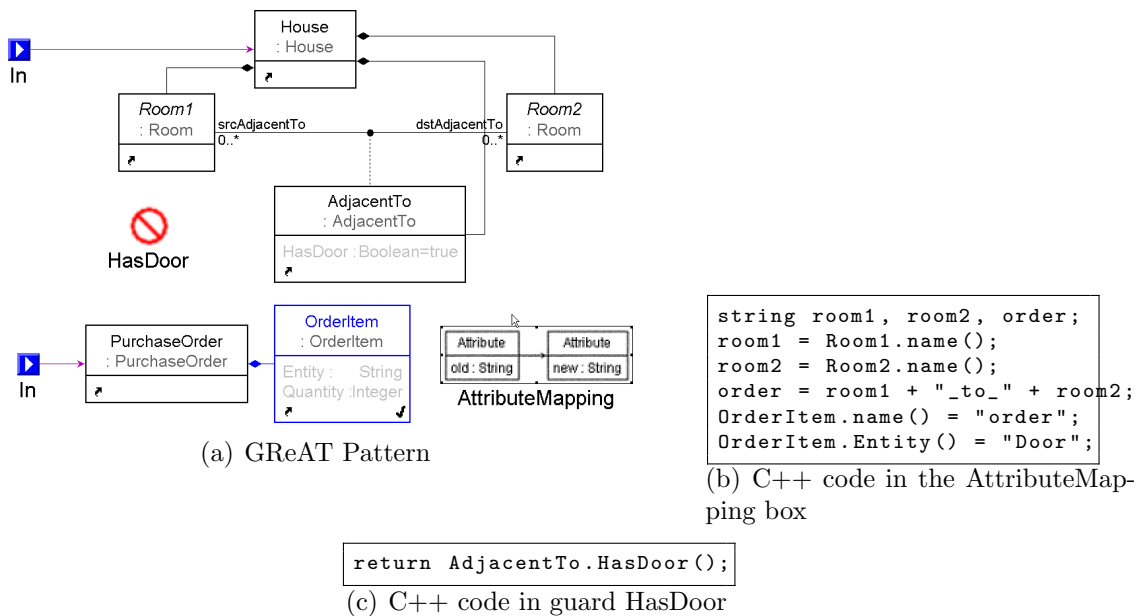 House
: House
In
Room1
: Room
srcAdjacentTo
0..*
dstAdjacentTo
0..*
Room2
: Room
AdjacentTo
: AdjacentTo
HasDoor : Boolean=true
HasDoor
In
PurchaseOrder
: PurchaseOrder
OrderItem
: OrderItem
Entity : String
Quantity :Integer
Attribute
old : String
Attribute
new : String
AttributeMapping
(a) GReAT Pattern
string room1, room2, order;
room1 = Room1.name();
room2 = Room2.name();
order = room1 + "_to_" + room2;
OrderItem.name() = "order";
OrderItem.Entity() = "Door";
(b) C++ code in the AttributeMap-
ping box
return AdjacentTo.HasDoor();
(c) C++ code in guard HasDoor